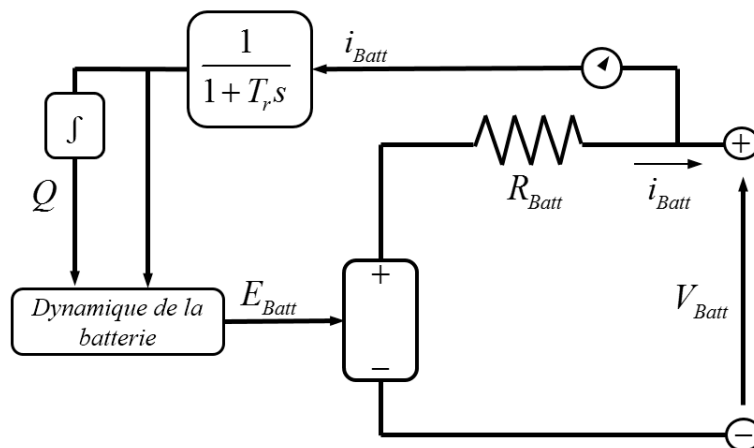 1
1 + T_r s
i_Batt
∫
Q
R_Batt
i_Batt
+
+
Dynamique de la
batterie
E_Batt
V_Batt
−
−